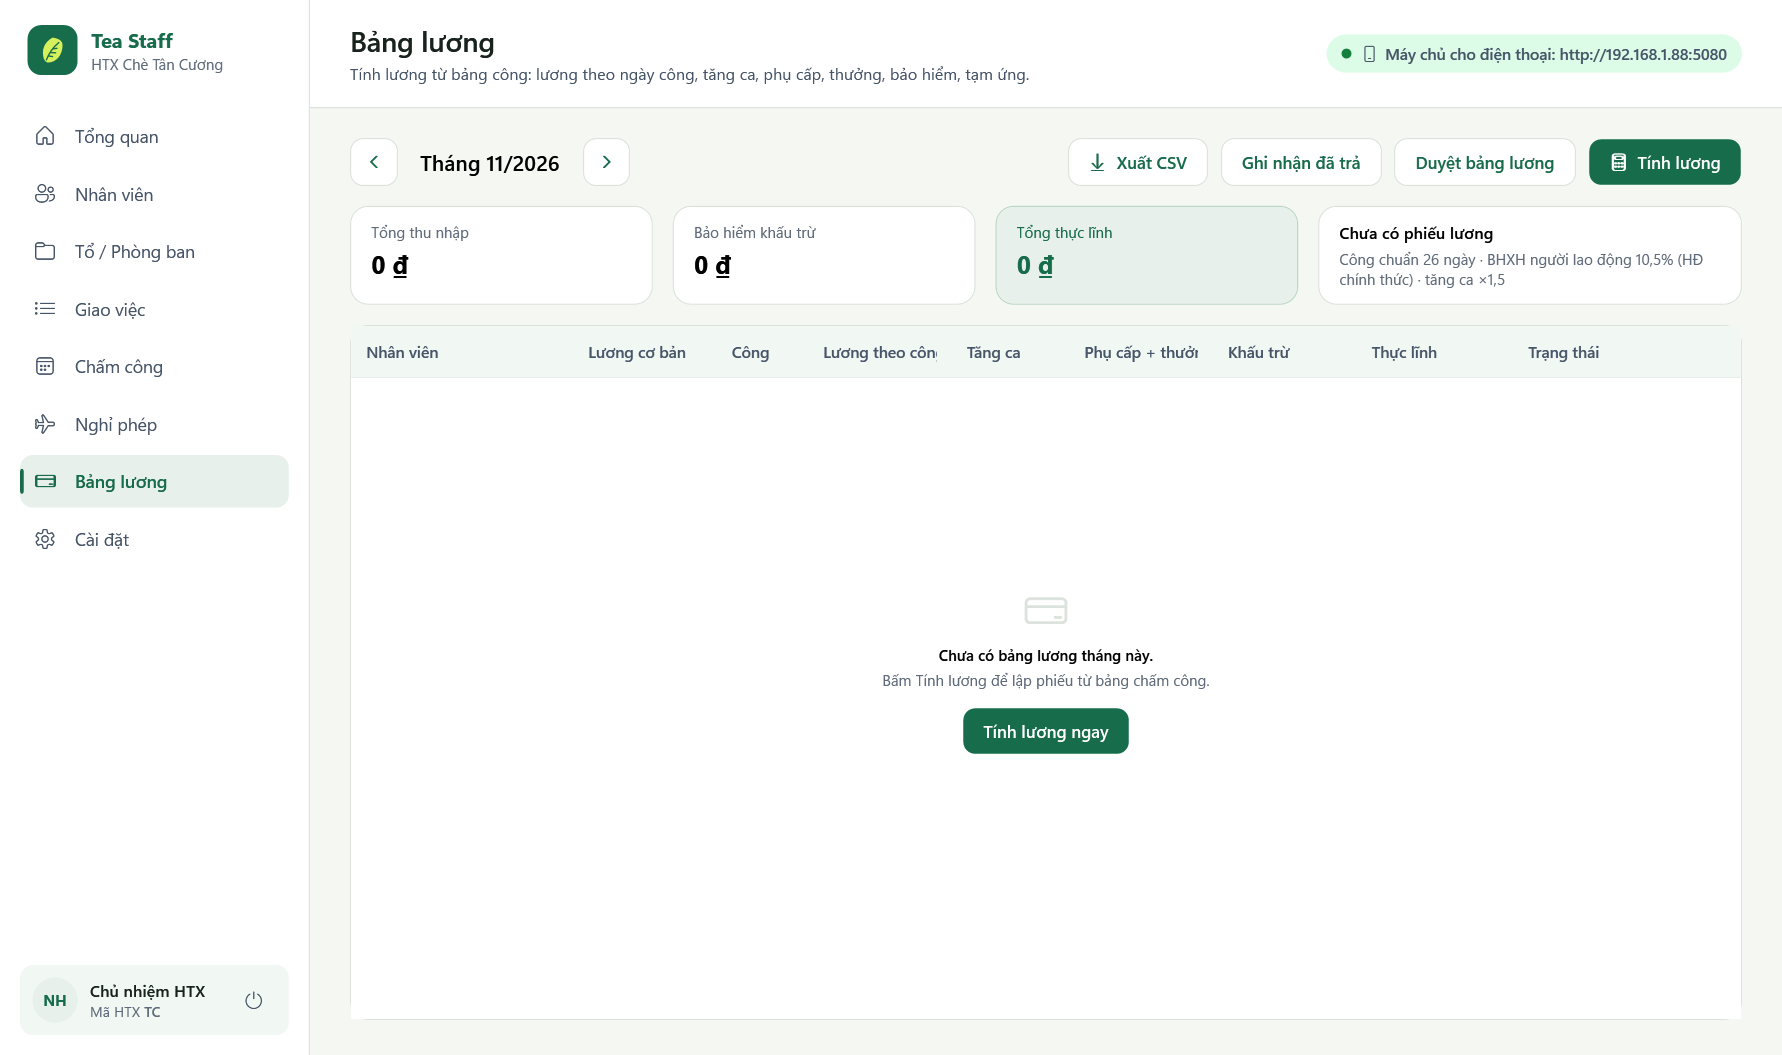 Tea Staff
HTX Chè Tân Cương
Tổng quan
Nhân viên
Tổ / Phòng ban
Giao việc
Chấm công
Nghỉ phép
Bảng lương
Cài đặt
NH
Chủ nhiệm HTX
Mã HTX TC
Bảng lương
Tính lương từ bảng công: lương theo ngày công, tăng ca, phụ cấp, thưởng, bảo hiểm, tạm ứng.
Máy chủ cho điện thoại: http://192.168.1.88:5080
Tháng 11/2026
Xuất CSV
Ghi nhận đã trả
Duyệt bảng lương
Tính lương
Tổng thu nhập
0 ₫
Bảo hiểm khấu trừ
0 ₫
Tổng thực lĩnh
0 ₫
Chưa có phiếu lương
Công chuẩn 26 ngày · BHXH người lao động 10,5% (HĐ
chính thức) · tăng ca ×1,5
Nhân viên Lương cơ bản Công Lương theo Tăng ca Phụ cấp + Khấu trừ Thực lĩnh Trạng thái
Chưa có bảng lương tháng này.
Bấm Tính lương để lập phiếu từ bảng chấm công.
Tính lương ngay